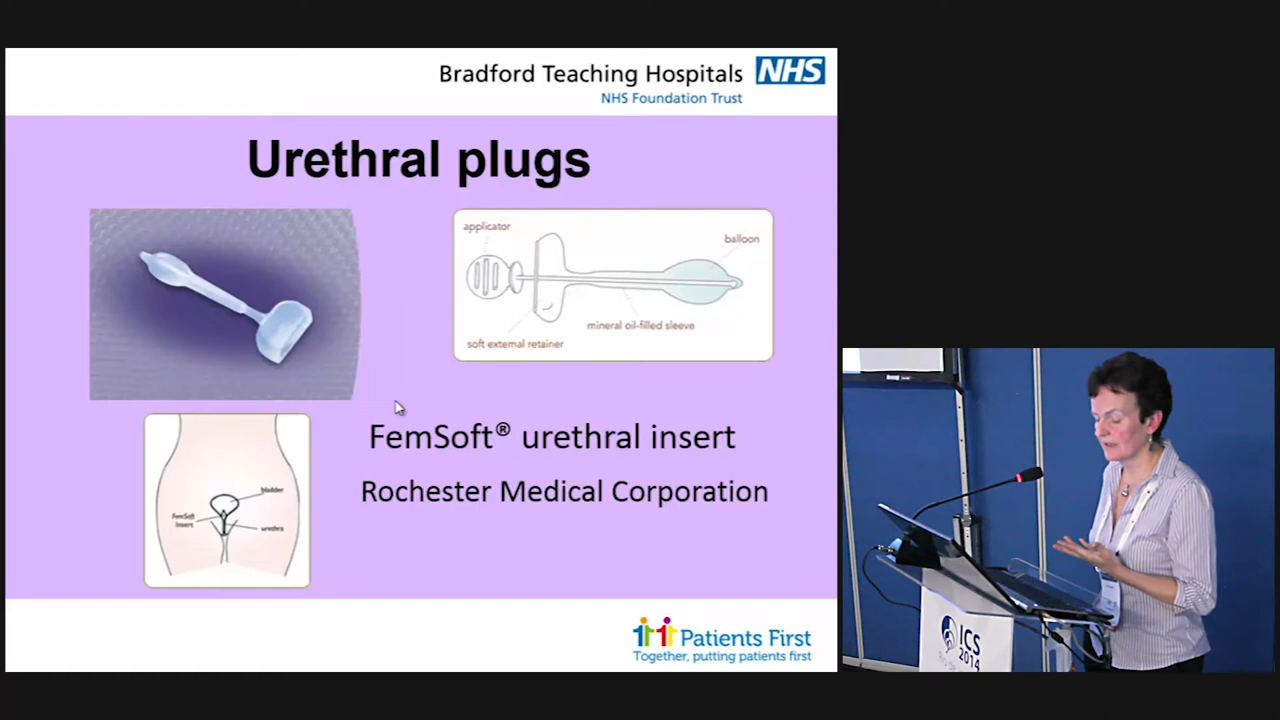 Bradford Teaching Hospitals NHS
NHS Foundation Trust
Urethral plugs
applicator
balloon
mineral oil-filled sleeve
soft external retainer
FemSoft® urethral insert
Rochester Medical Corporation
bladder
FemSoft
Insert
urethra
Patients First
Together, putting patients first
ICS
2014